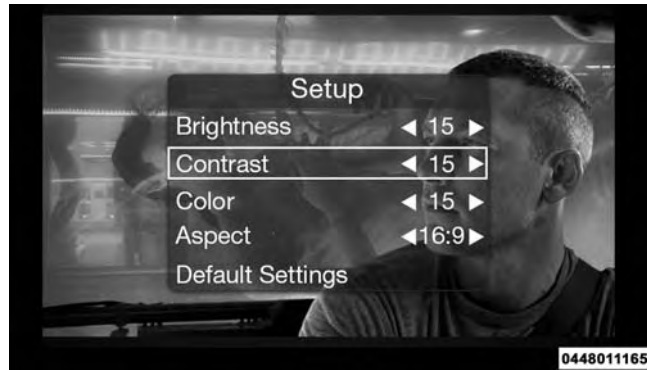 Setup
Brightness ◀ 15 ▶
Contrast ◀ 15 ▶
Color ◀ 15 ▶
Aspect ◀16:9▶
Default Settings
0448011165